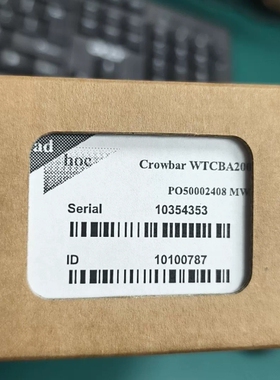 ad
hoc
Crowbar WTCBA200
PO50002408 MW
Serial 10354353
ID 10100787